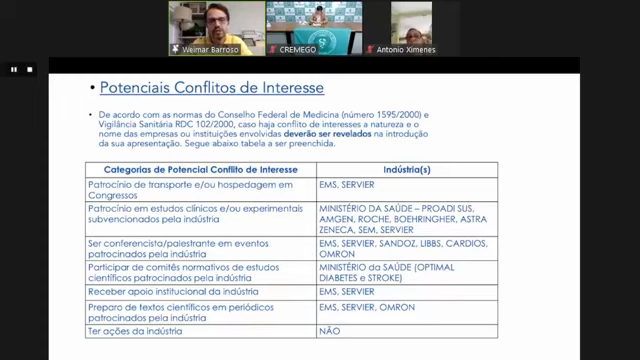 Weimar Barroso
CREMEGO
Antonio Ximenes
• Potenciais Conflitos de Interesse
• De acordo com as normas do Conselho Federal de Medicina (número 1595/2000) e
Vigilância Sanitária RDC 102/2000, caso haja conflito de interesses a natureza e o
nome das empresas ou instituições envolvidas deverão ser revelados na introdução
da sua apresentação. Segue abaixo tabela a ser preenchida.
Categorias de Potencial Conflito de Interesse Indústria(s)
Patrocínio de transporte e/ou hospedagem em EMS, SERVIER
Congressos
Patrocínio em estudos clínicos e/ou experimentais MINISTÉRIO DA SAÚDE – PROADI SUS,
subvencionados pela indústria AMGEN, ROCHE, BOEHRINGHER, ASTRA
ZENECA, SEM, SERVIER
Ser conferencista/palestrante em eventos EMS, SERVIER, SANDOZ, LIBBS, CARDIOS,
patrocinados pela indústria OMRON
Participar de comitês normativos de estudos MINISTÉRIO da SAÚDE (OPTIMAL
científicos patrocinados pela indústria DIABETES e STROKE)
Receber apoio institucional da indústria EMS, SERVIER
Preparo de textos científicos em periódicos EMS, SERVIER, OMRON
patrocinados pela indústria
Ter ações da indústria NÃO